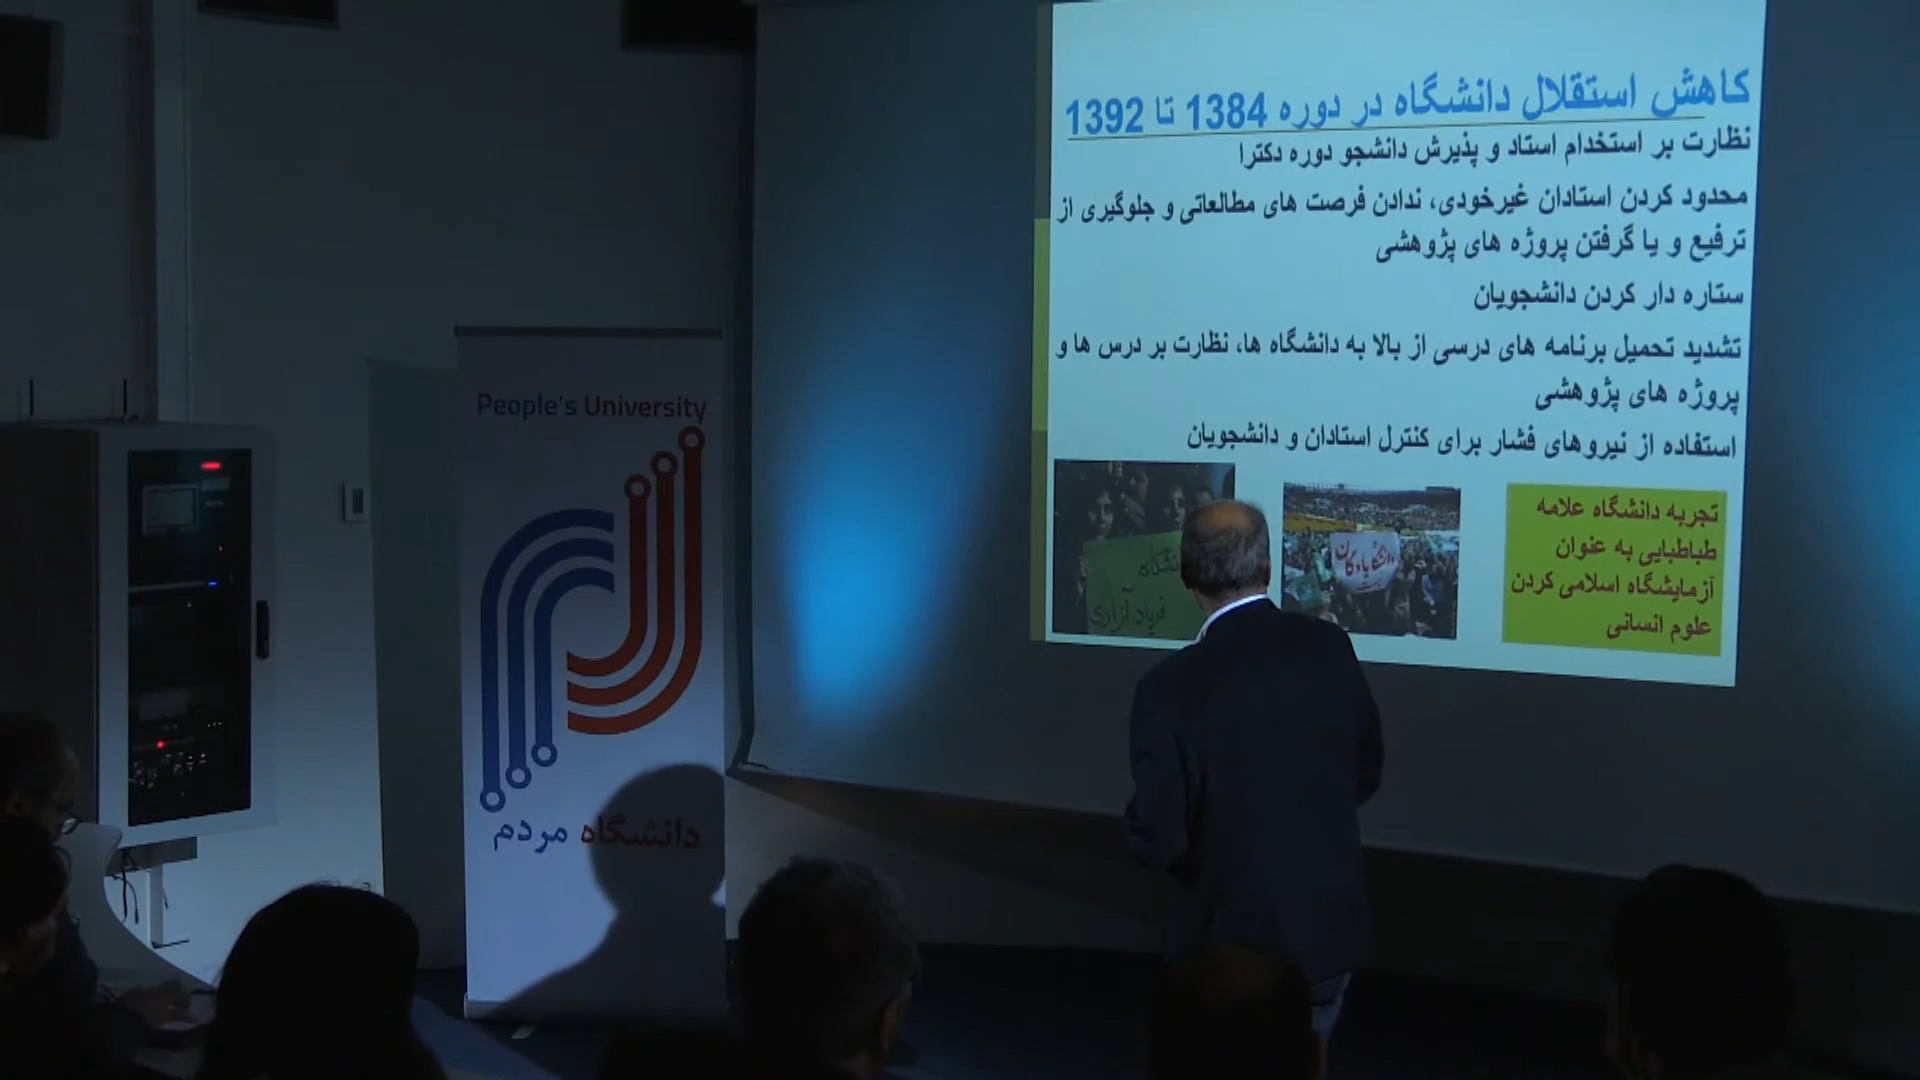 کاهش استقلال دانشگاه در دوره 1384 تا 1392
نظارت بر استخدام استاد و پذیرش دانشجو دوره دکترا
محدود کردن استادان غیرخودی، ندادن فرصت های مطالعاتی و جلوگیری از
ترفیع و یا گرفتن پروژه های پژوهشی
ستاره دار کردن دانشجویان
تشدید تحمیل برنامه های درسی از بالا به دانشگاه ها، نظارت بر درس ها و
پروژه های پژوهشی
استفاده از نیروهای فشار برای کنترل استادان و دانشجویان
تجربه دانشگاه علامه
طباطبایی به عنوان
آزمایشگاه اسلامی کردن
علوم انسانی
فریاد آزادی
People's University
دانشگاه مردم